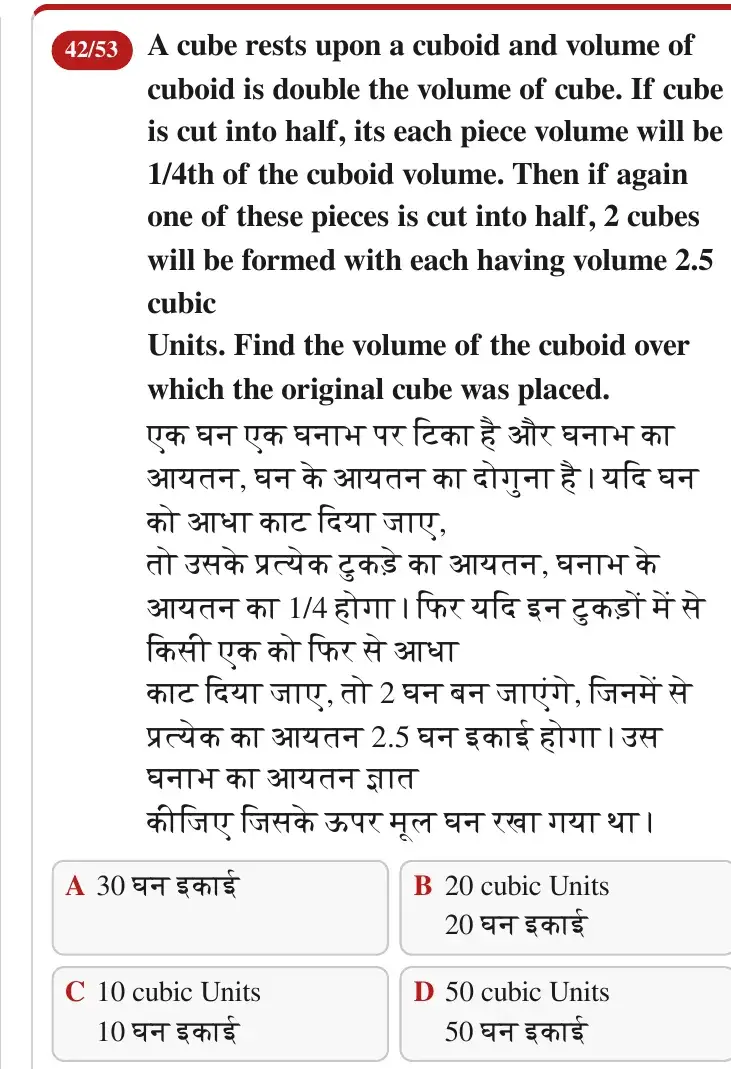 42/53 A cube rests upon a cuboid and volume of
cuboid is double the volume of cube. If cube
is cut into half, its each piece volume will be
1/4th of the cuboid volume. Then if again
one of these pieces is cut into half, 2 cubes
will be formed with each having volume 2.5
cubic
Units. Find the volume of the cuboid over
which the original cube was placed.
एक घन एक घनाभ पर टिका है और घनाभ का
आयतन, घन के आयतन का दोगुना है। यदि घन
को आधा काट दिया जाए,
तो उसके प्रत्येक टुकड़े का आयतन, घनाभ के
आयतन का 1/4 होगा। फिर यदि इन टुकड़ों में से
किसी एक को फिर से आधा
काट दिया जाए, तो 2 घन बन जाएंगे, जिनमें से
प्रत्येक का आयतन 2.5 घन इकाई होगा। उस
घनाभ का आयतन ज्ञात
कीजिए जिसके ऊपर मूल घन रखा गया था।
A 30 घन इकाई
B 20 cubic Units
20 घन इकाई
C 10 cubic Units
10 घन इकाई
D 50 cubic Units
50 घन इकाई